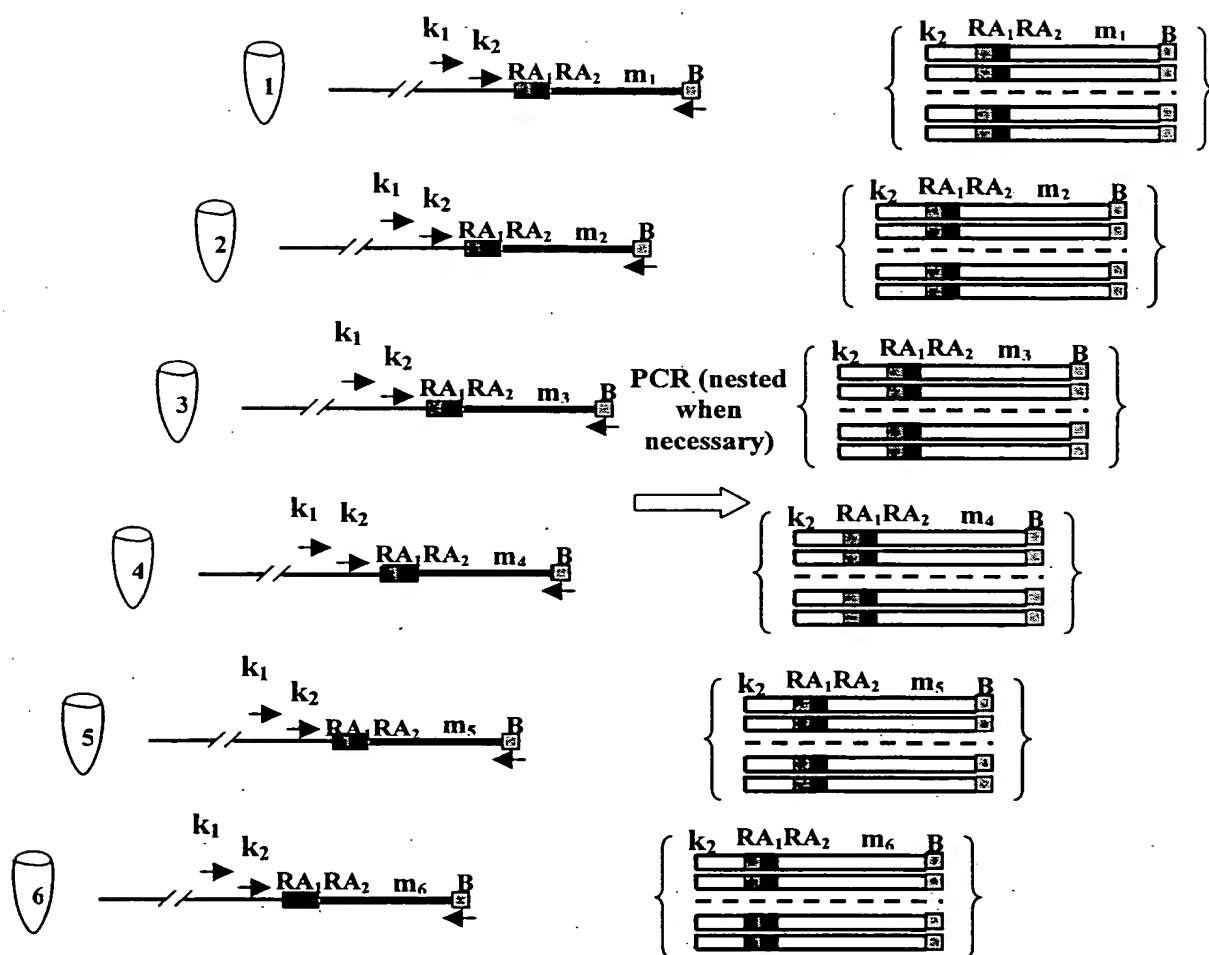 k₁
k₂
RA₁RA₂ m₁ B
1
k₂ RA₁RA₂ m₁ B
k₁
k₂
RA₁RA₂ m₂ B
2
k₂ RA₁RA₂ m₂ B
k₁
k₂
RA₁RA₂ m₃ B
3
PCR (nested
when
necessary)
k₂ RA₁RA₂ m₃ B
k₁
k₂
RA₁RA₂ m₄ B
4
k₂ RA₁RA₂ m₄ B
k₁
k₂
RA₁RA₂ m₅ B
5
k₂ RA₁RA₂ m₅ B
k₁
k₂
RA₁RA₂ m₆ B
6
k₂ RA₁RA₂ m₆ B